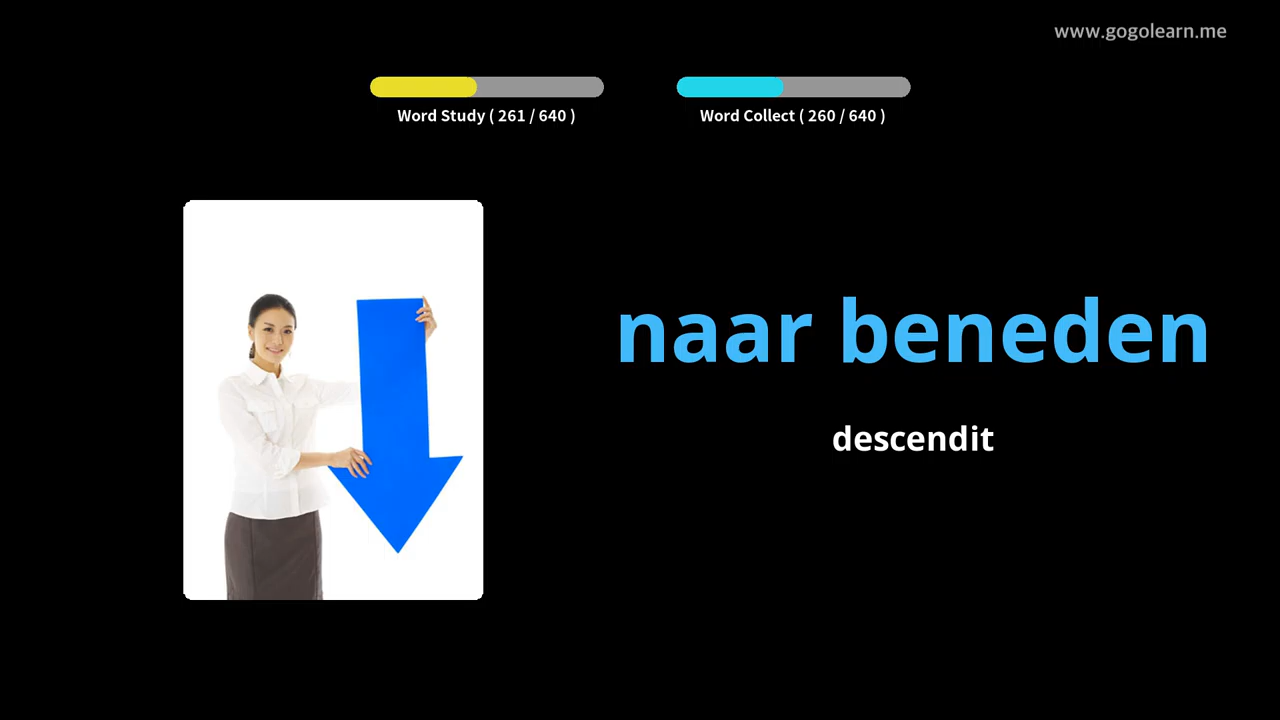 www.gogolearn.me
Word Study ( 261 / 640 )
Word Collect ( 260 / 640 )
naar beneden
descendit